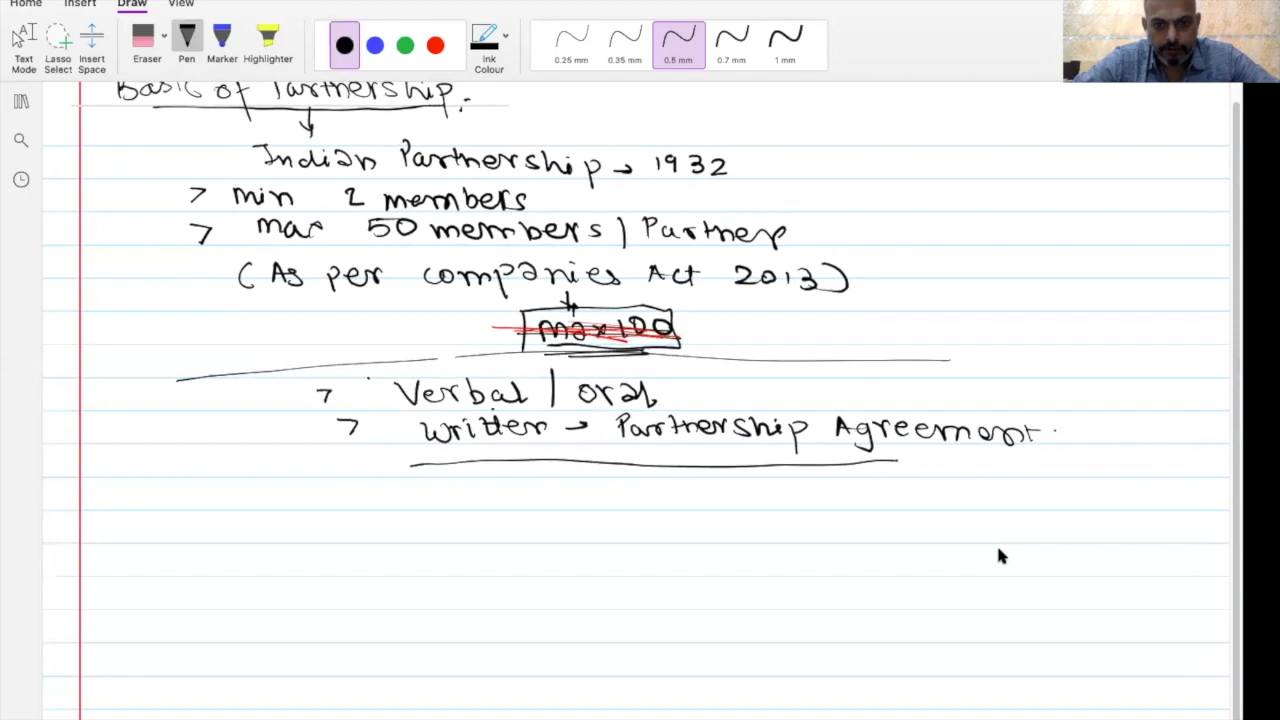 Home Insert Draw View
Text Mode Lasso Select Insert Space Eraser Pen Marker Highlighter Ink Colour 0.25 mm 0.35 mm 0.5 mm 0.7 mm 1 mm
Basic of Partnership.
Indian Partnership → 1932
> min 2 members
> max 50 members | Partner
(As per companies Act 2013)
max 100
> Verbal | oral
> written → Partnership Agreement.